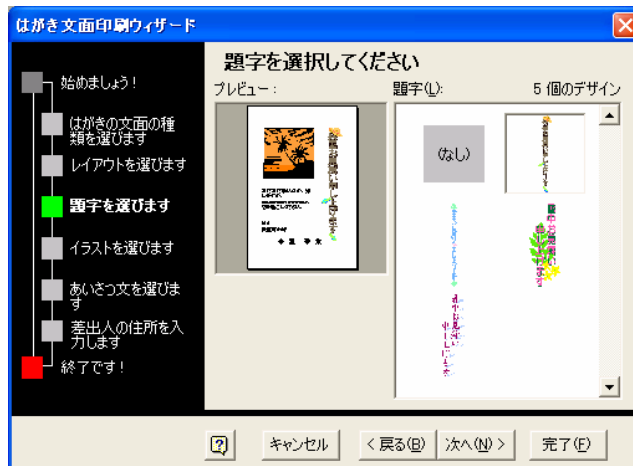 はがき文面印刷ウィザード
始めましょう!
はがきの文面の種
類を選びます
レイアウトを選びます
題字を選びます
イラストを選びます
あいさつ文を選びま
す
差出人の住所を入
力します
終了です!
題字を選択してください
プレビュー:
題字(L):
5 個のデザイン
(なし)
キャンセル
< 戻る(B)
次へ(N) >
完了(F)